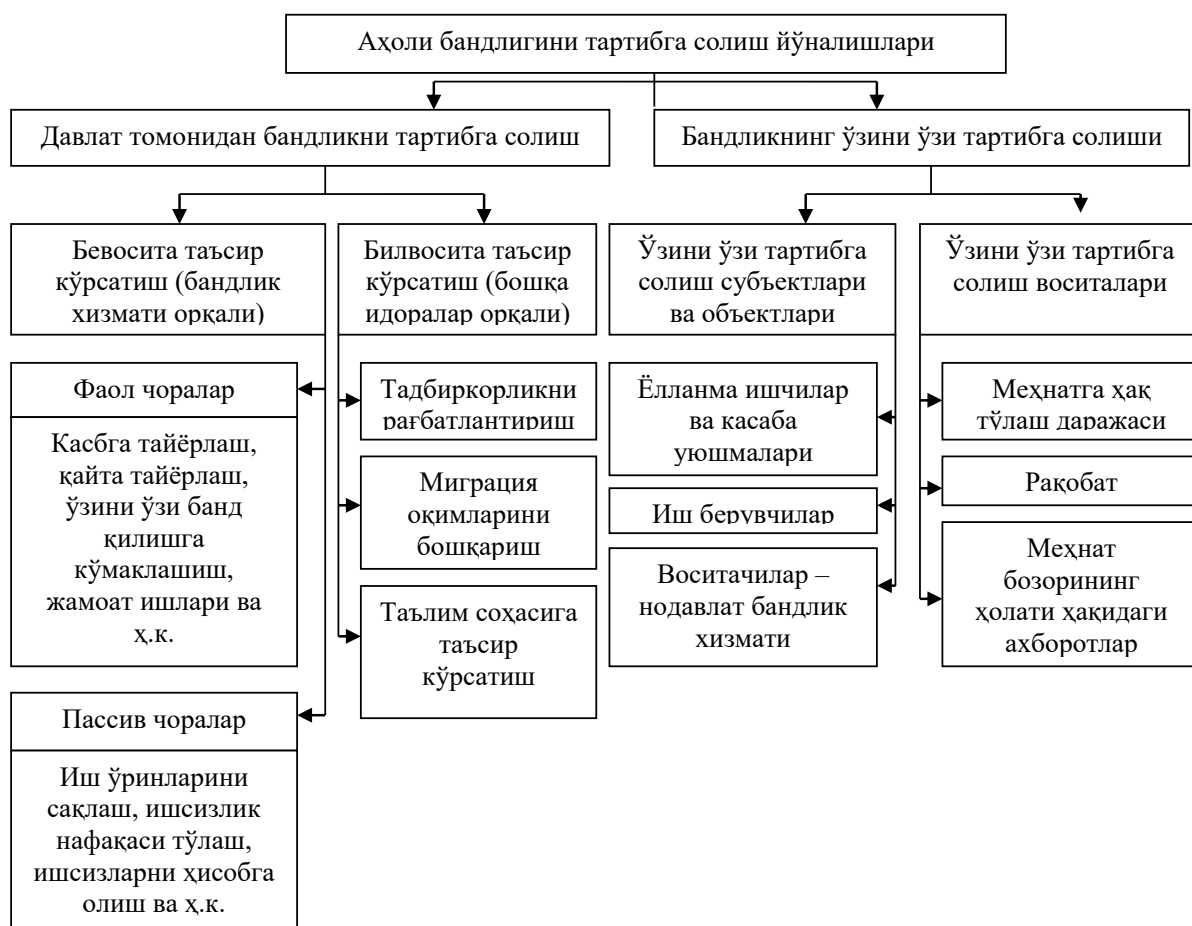 Аҳоли бандлигини тартибга солиш йўналишлари
Давлат томонидан бандликни тартибга солиш
Бандликнинг ўзини ўзи тартибга солиши
Бевосита таъсир
кўрсатиш (бандлик
хизмати орқали)
Билвосита таъсир
кўрсатиш (бошқа
идоралар орқали)
Ўзини ўзи тартибга
солиш субъектлари
ва объектлари
Ўзини ўзи тартибга
солиш воситалари
Фаол чоралар
Касбга тайёрлаш,
қайта тайёрлаш,
ўзини ўзи банд
қилишга
кўмаклашиш,
жамоат ишлари ва
ҳ.к.
Пассив чоралар
Иш ўринларини
сақлаш, ишсизлик
нафақаси тўлаш,
ишсизларни ҳисобга
олиш ва ҳ.к.
Тадбиркорликни
рағбатлантириш
Миграция
оқимларини
бошқариш
Таълим соҳасига
таъсир
кўрсатиш
Ёлланма ишчилар
ва касаба
уюшмалари
Иш берувчилар
Воситачилар –
нодавлат бандлик
хизмати
Меҳнатга ҳақ
тўлаш даражаси
Рақобат
Меҳнат
бозорининг
ҳолати ҳақидаги
ахборотлар